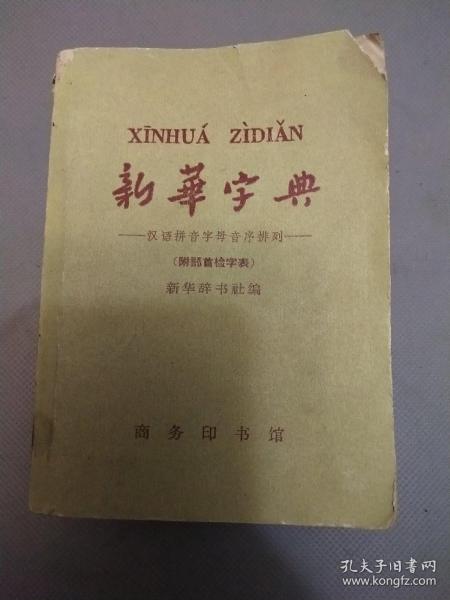 XĪNHUÁ ZÌDIǍN
新華字典
——汉语拼音字母音序排列——
（附部首检字表）
新华辞书社编
商务印书馆
孔夫子旧书网
www.kongfz.com